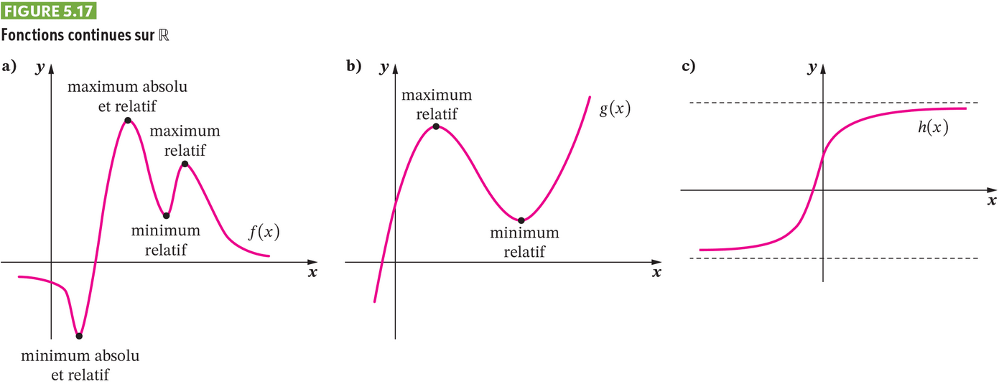 FIGURE 5.17
Fonctions continues sur ℝ
a)
y
maximum absolu
et relatif
maximum
relatif
minimum
relatif
f(x)
x
minimum absolu
et relatif
b)
y
maximum
relatif
g(x)
minimum
relatif
x
c)
y
h(x)
x